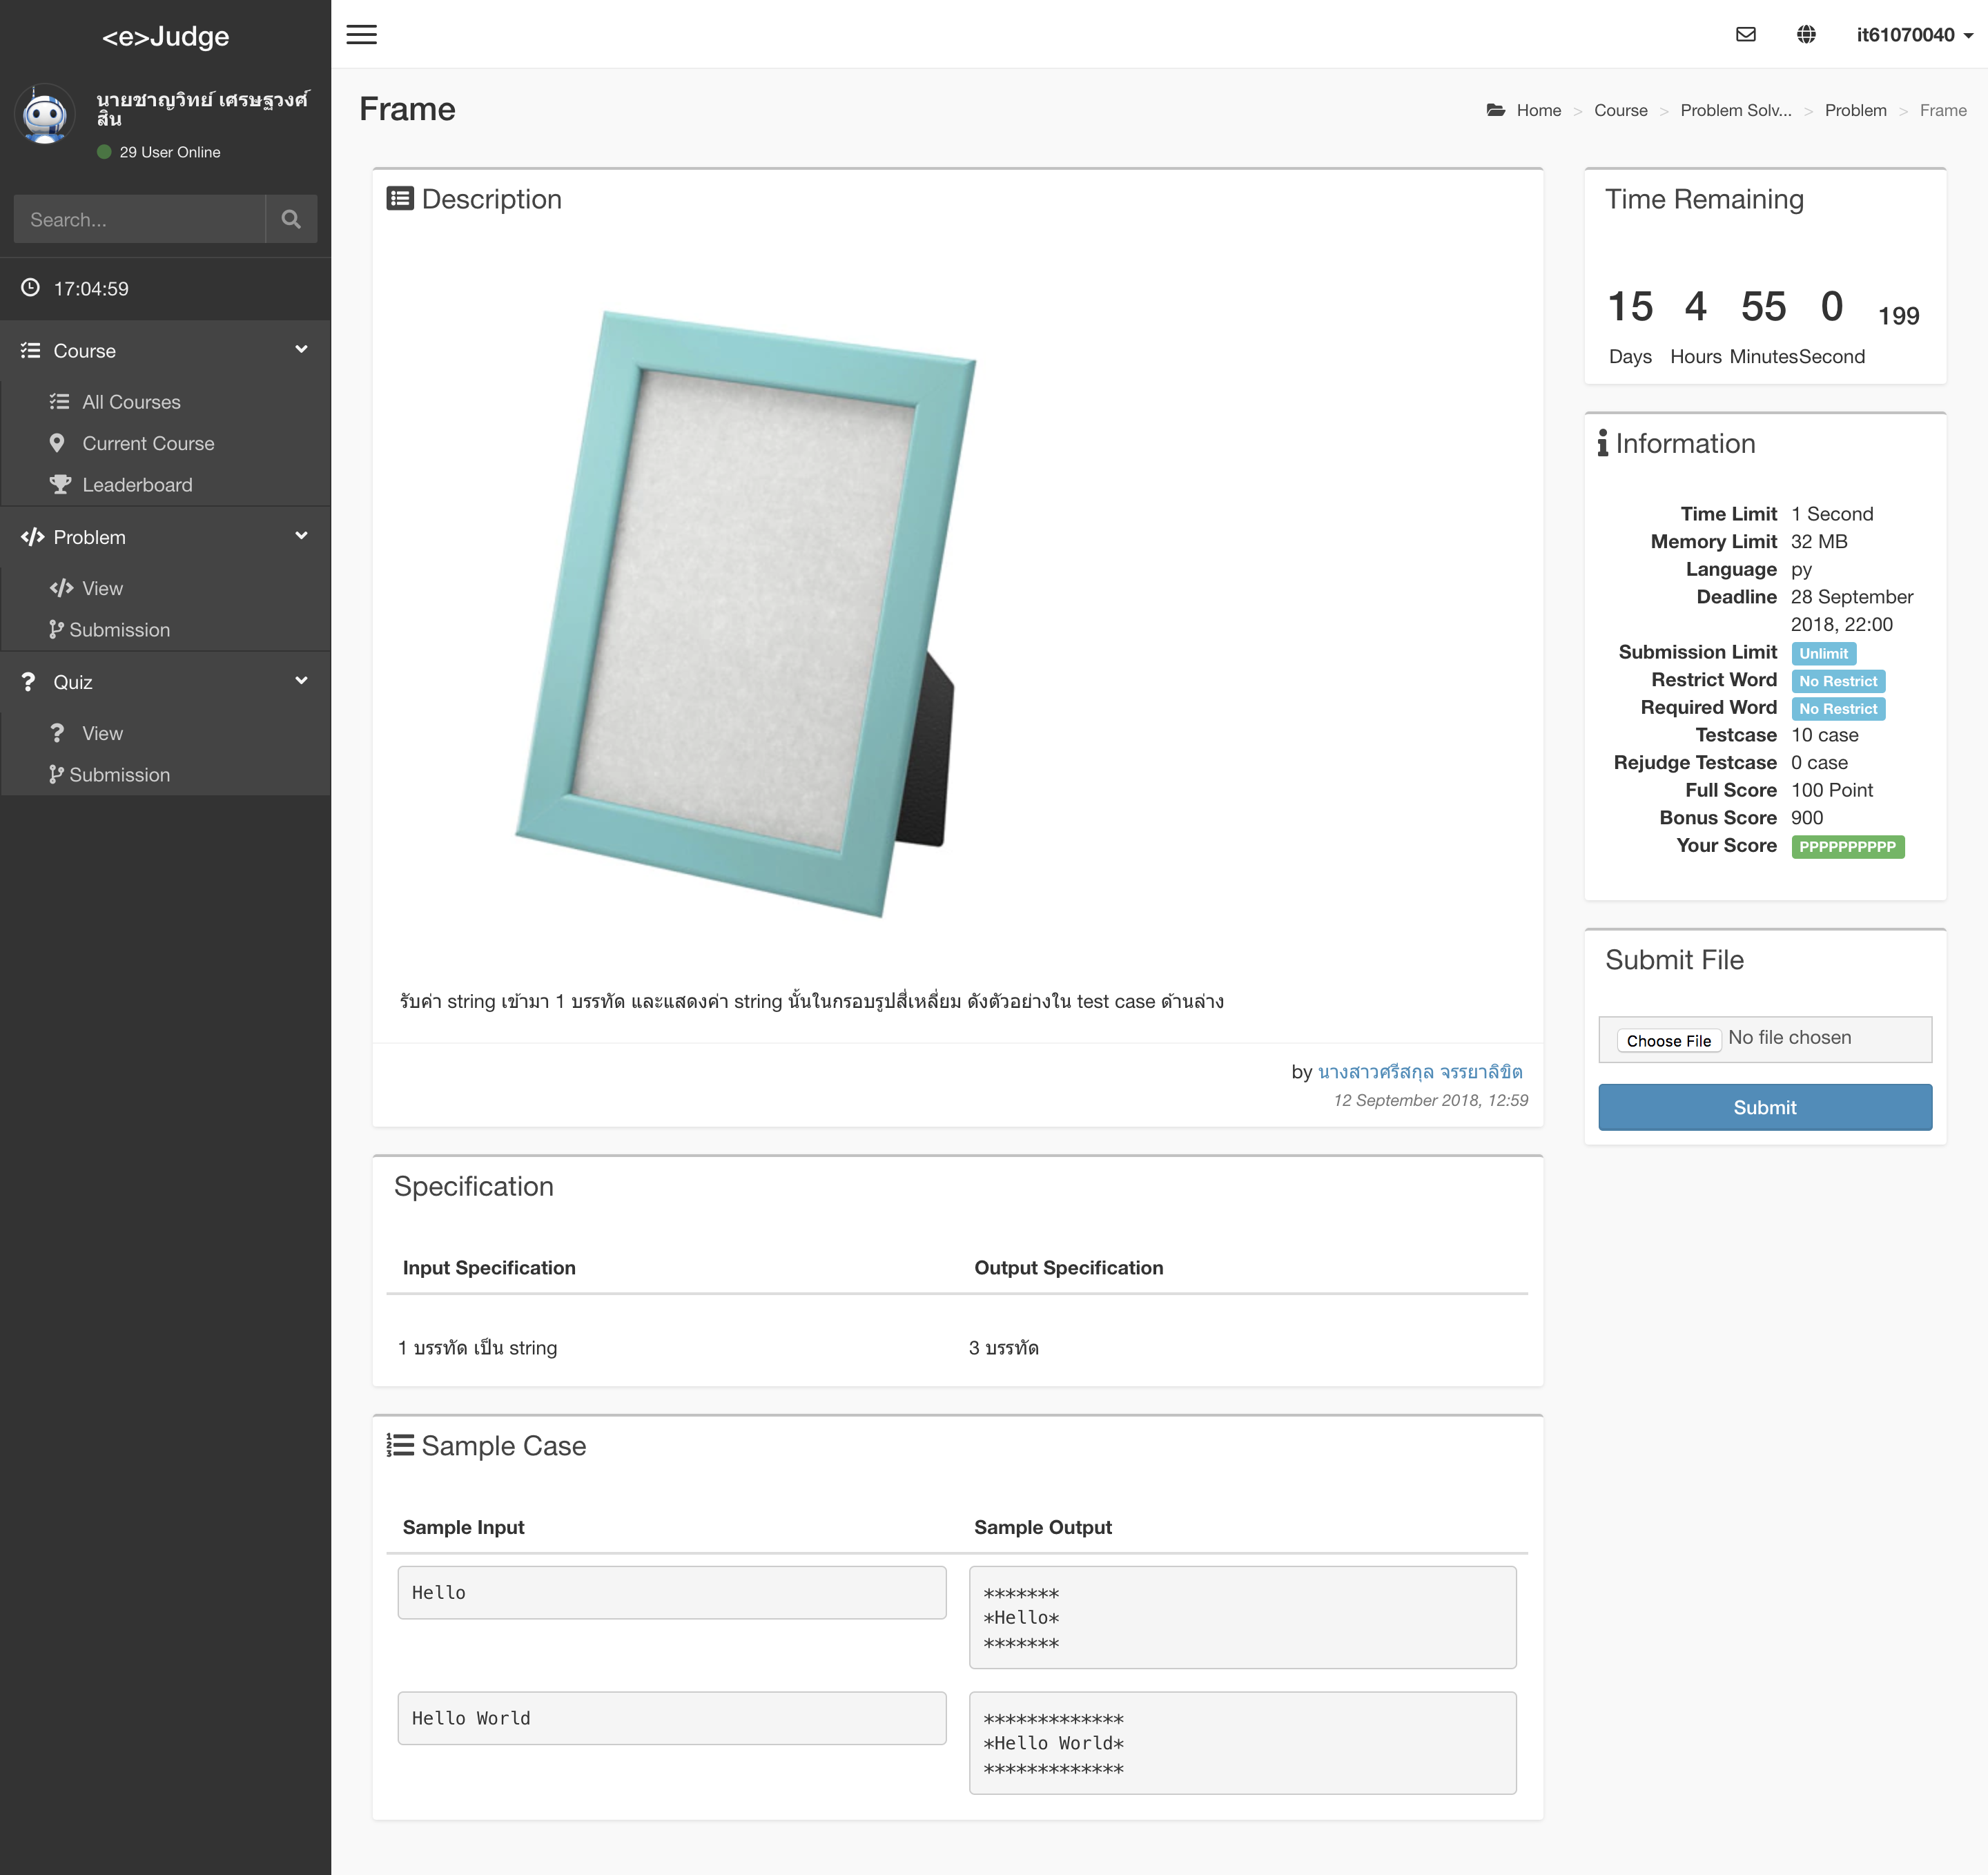 <e>Judge
นายชาญวิทย์ เศรษฐวงศ์
สิน
29 User Online
Search...
17:04:59
Course
All Courses
Current Course
Leaderboard
Problem
View
Submission
Quiz
View
Submission
it61070040
Frame
Home > Course > Problem Solv... > Problem > Frame
Description
รับค่า string เข้ามา 1 บรรทัด และแสดงค่า string นั้นในกรอบรูปสี่เหลี่ยม ดังตัวอย่างใน test case ด้านล่าง
by นางสาวศรีสกุล จรรยาลิขิต
12 September 2018, 12:59
Specification
Input Specification Output Specification
1 บรรทัด เป็น string 3 บรรทัด
Sample Case
Sample Input Sample Output
Hello
*******
*Hello*
*******
Hello World
*************
*Hello World*
*************
Time Remaining
15 4 55 0 199
Days Hours Minutes Second
Information
Time Limit 1 Second
Memory Limit 32 MB
Language py
Deadline 28 September
2018, 22:00
Submission Limit Unlimit
Restrict Word No Restrict
Required Word No Restrict
Testcase 10 case
Rejudge Testcase 0 case
Full Score 100 Point
Bonus Score 900
Your Score PPPPPPPPPP
Submit File
Choose File No file chosen
Submit